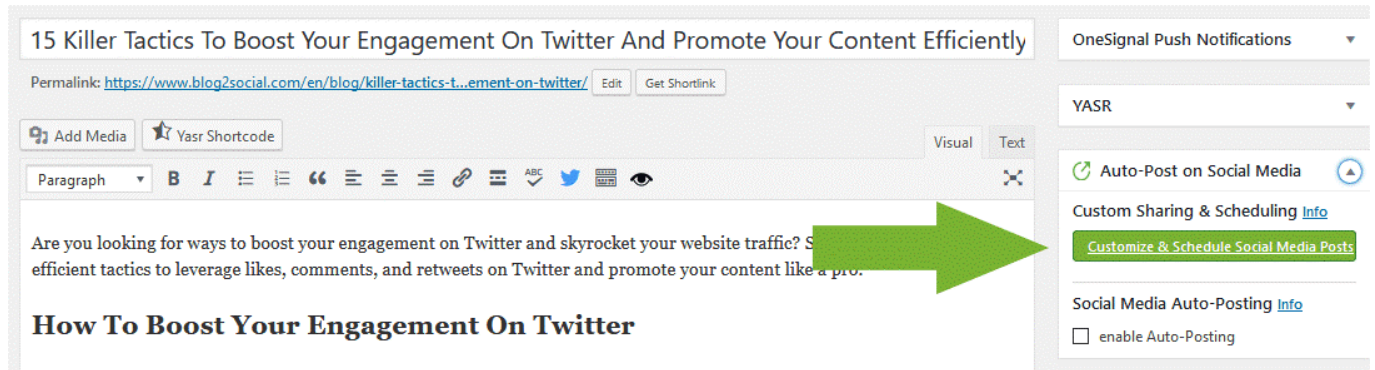 15 Killer Tactics To Boost Your Engagement On Twitter And Promote Your Content Efficiently
Permalink: https://www.blog2social.com/en/blog/killer-tactics-t...ement-on-twitter/ Edit Get Shortlink
Add Media Yasr Shortcode
Visual Text
Paragraph B I ABC
Are you looking for ways to boost your engagement on Twitter and skyrocket your website traffic?
efficient tactics to leverage likes, comments, and retweets on Twitter and promote your content like a pro.
How To Boost Your Engagement On Twitter
OneSignal Push Notifications
YASR
Auto-Post on Social Media
Custom Sharing & Scheduling Info
Customize & Schedule Social Media Posts
Social Media Auto-Posting Info
enable Auto-Posting